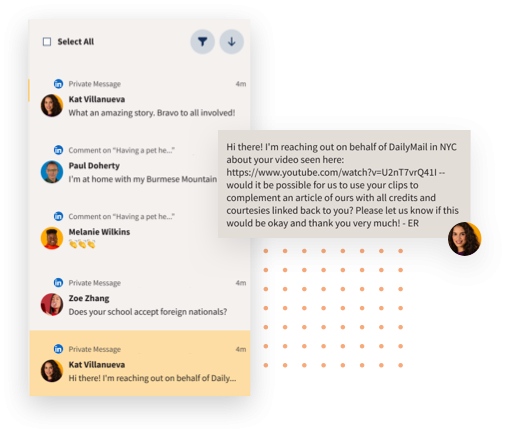 Select All
in Private Message 4m
Kat Villanueva
What an amazing story. Bravo to all involved!
in Comment on “Having a pet he...”
Paul Doherty
I'm at home with my Burmese Mountain
in Comment on “Having a pet he...”
Melanie Wilkins
👏👏👏
in Private Message 4m
Zoe Zhang
Does your school accept foreign nationals?
in Private Message 4m
Kat Villanueva
Hi there! I'm reaching out on behalf of Daily...
Hi there! I'm reaching out on behalf of DailyMail in NYC
about your video seen here:
https://www.youtube.com/watch?v=U2nT7vrQ41I --
would it be possible for us to use your clips to
complement an article of ours with all credits and
courtesies linked back to you? Please let us know if this
would be okay and thank you very much! - ER